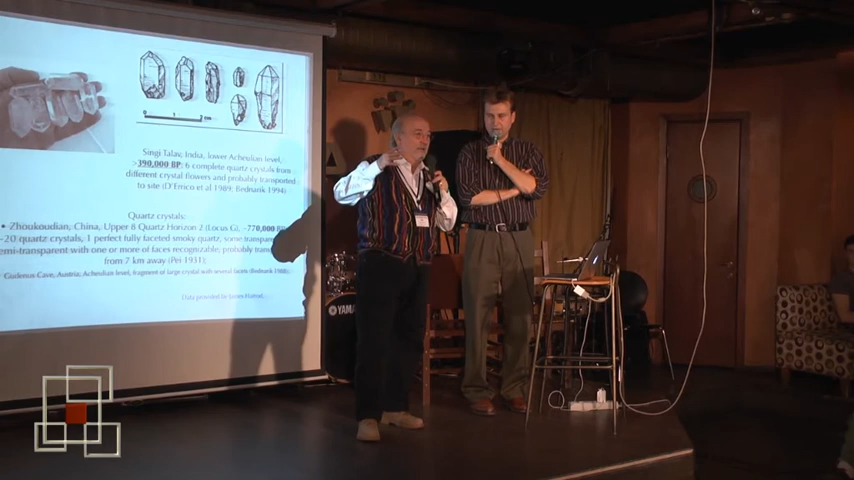 Singi Talav, India, lower Acheulian level,
>390,000 BP: 6 complete quartz crystals from
different crystal flowers and probably transported
to site (D'Errico et al 1989; Bednarik 1994)
Quartz crystals:
• Zhoukoudian, China, Upper 8 Quartz Horizon 2 (Locus G), ~770,000 BP
~20 quartz crystals, 1 perfect fully faceted smoky quartz, some transparent
semi-transparent with one or more of faces recognizable, probably
from 7 km away (Pei 1931);
Gudenus Cave, Austria, Acheulian level, fragment of large crystal with several facets (Bednarik 1988);
Data provided by James Harrod
YAMA